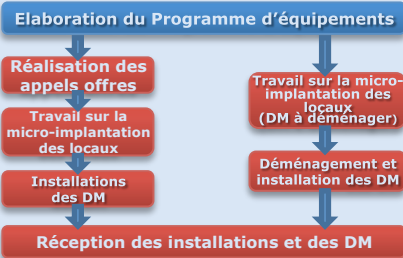 Elaboration du Programme d’équipements
Réalisation des
appels offres
Travail sur la
micro-implantation
des locaux
Installations
des DM
Travail sur la micro-
implantation des
locaux
(DM à déménager)
Déménagement et
installation des DM
Réception des installations et des DM